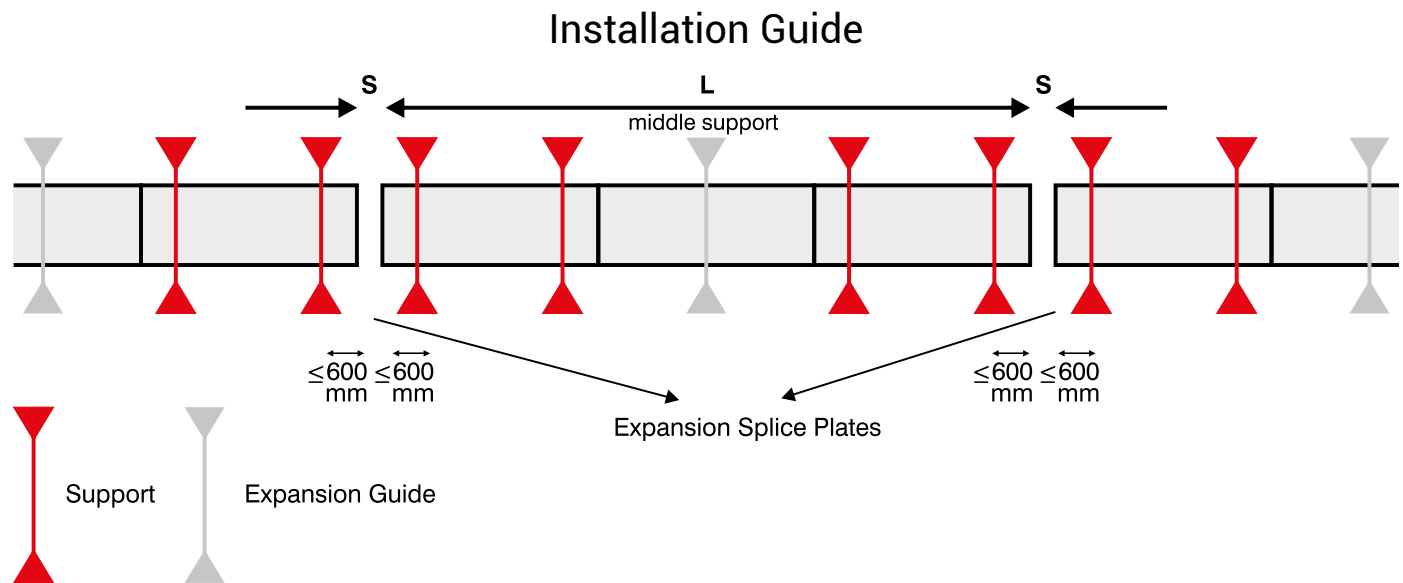 Installation Guide
S L S
middle support
≤600 ≤600 ≤600 ≤600
mm mm mm mm
Expansion Splice Plates
Support Expansion Guide